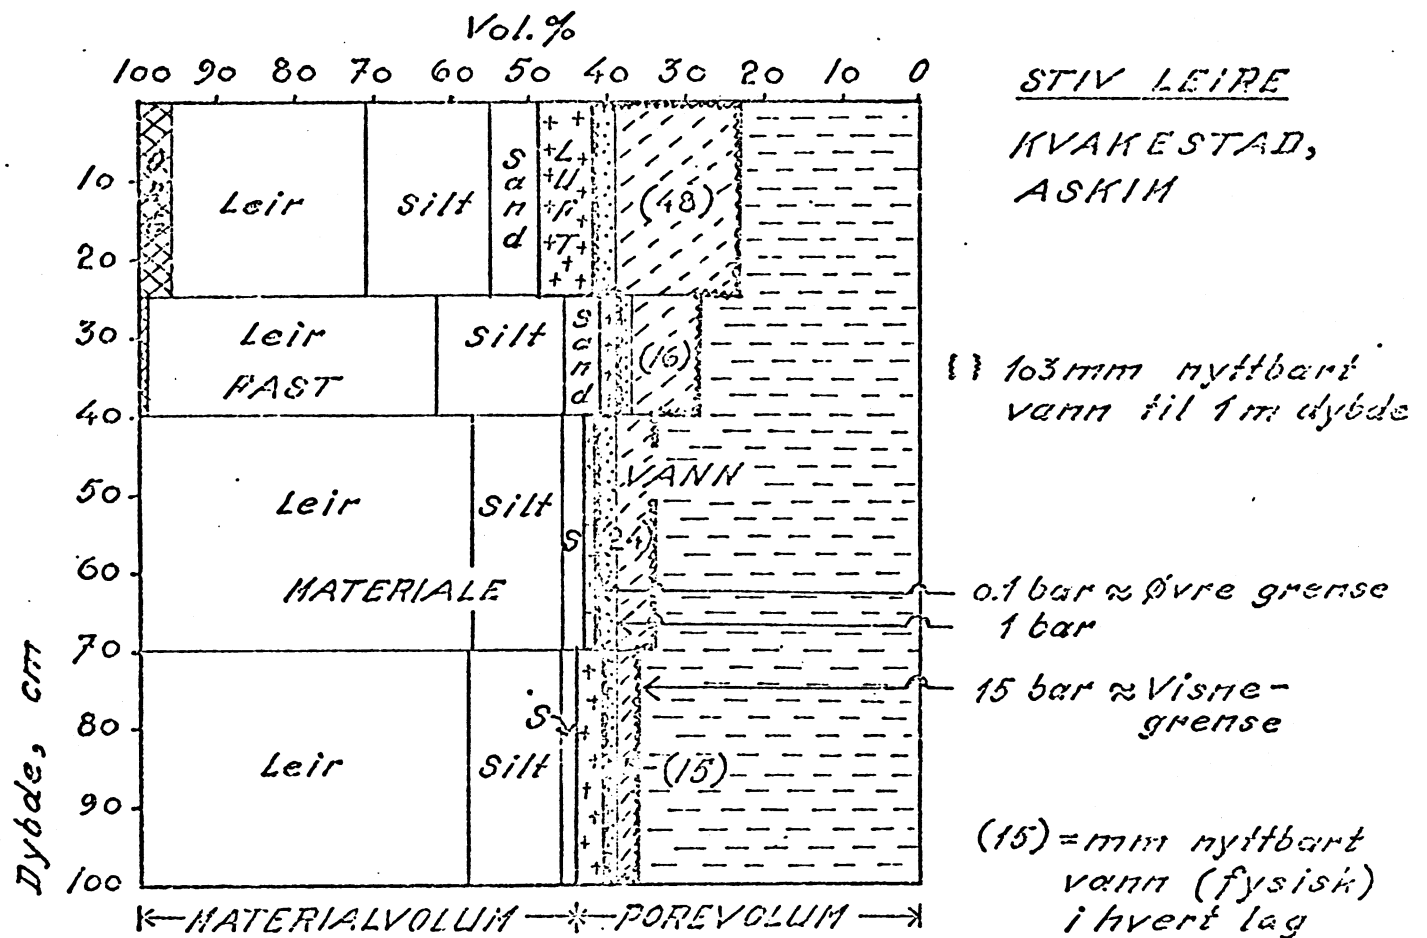 Vol.%
100 90 80 70 60 50 40 30 20 10 0
STIV LEIRE
KVAKESTAD,
ASKIM
10
20
30
40
50
60
70
80
90
100
Dybde, cm
Leir Silt Sand LUFT (48)
Leir Silt Sand (16)
FAST
{ } 103mm nyttbart
vann til 1m dybde
VANN
Leir Silt S (24)
MATERIALE
0.1 bar ≈ Øvre grense
1 bar
15 bar ≈ Visne-
grense
S
Leir Silt (15)
(15) = mm nyttbart
vann (fysisk)
i hvert lag
MATERIALVOLUM POREVOLUM